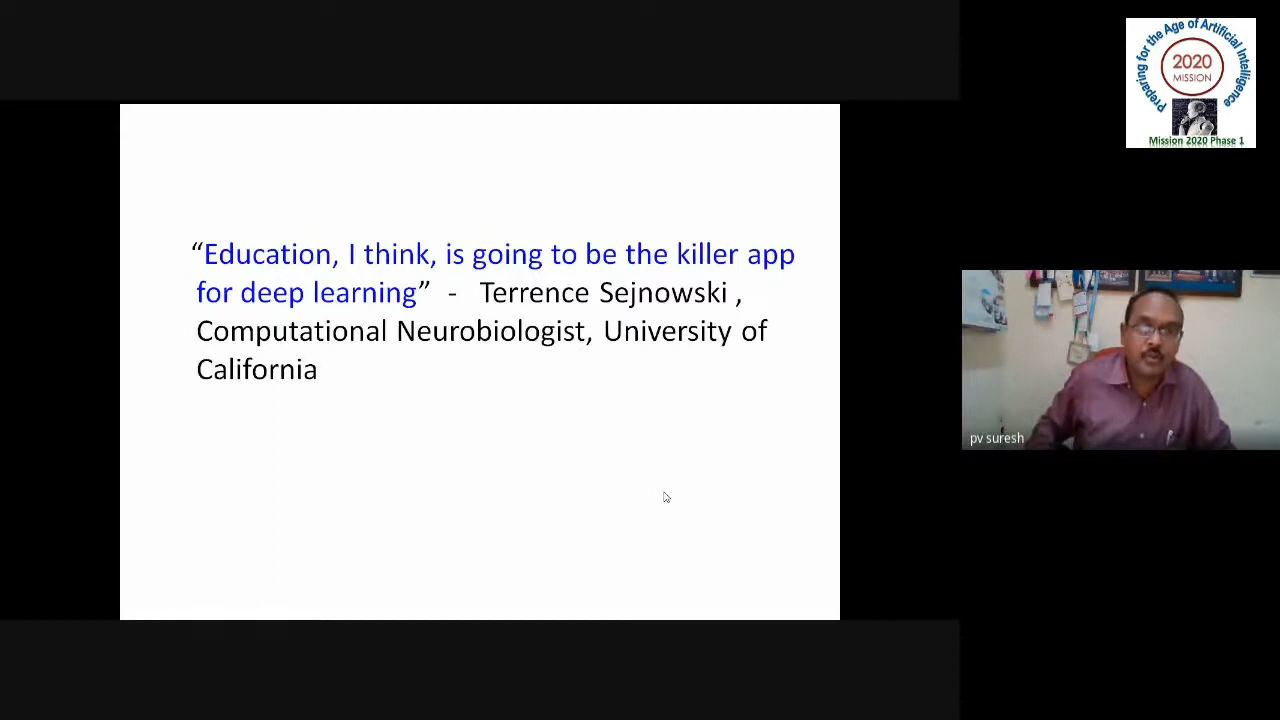 Preparing for the Age of Artificial Intelligence
2020
MISSION
Mission 2020 Phase 1
“Education, I think, is going to be the killer app
for deep learning” - Terrence Sejnowski ,
Computational Neurobiologist, University of
California
pv suresh